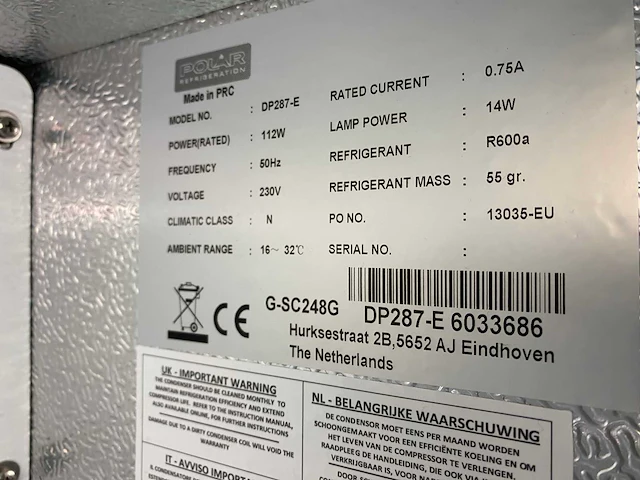 POLAR
REFRIGERATION
Made in PRC
MODEL NO. : DP287-E
POWER(RATED) : 112W
FREQUENCY : 50Hz
VOLTAGE : 230V
CLIMATIC CLASS : N
AMBIENT RANGE : 16~ 32℃
RATED CURRENT : 0.75A
LAMP POWER : 14W
REFRIGERANT : R600a
REFRIGERANT MASS : 55 gr.
PO NO. : 13035-EU
SERIAL NO. :
CE
G-SC248G
DP287-E 6033686
Hurksestraat 2B,5652 AJ Eindhoven
The Netherlands
UK - IMPORTANT WARNING
THE CONDENSER SHOULD BE CLEANED MONTHLY TO
MAINTAIN REFRIGERATION EFFICIENCY AND EXTEND
COMPRESSOR LIFE. REFER TO THE INSTRUCTION MANUAL,
ALSO AVAILABLE ONLINE, FOR FURTHER INSTRUCTIONS
DAMAGE DUE TO A DIRTY CONDENSER COIL WILL VOID THE
WARRANTY
IT - AVVISO IMPORTA
IL CONDENSATORE
NL - BELANGRIJKE WAARSCHUWING
DE CONDENSOR MOET EENS PER MAAND WORDEN
SCHOONGEMAAKT VOOR EEN EFFICIËNTE KOELING EN OM
HET LEVEN VAN DE COMPRESSOR TE VERLENGEN.
RAADPLEEG DE HANDLEIDING, DIE OOK VIA
VERKRIJGBAAR IS, VOOR